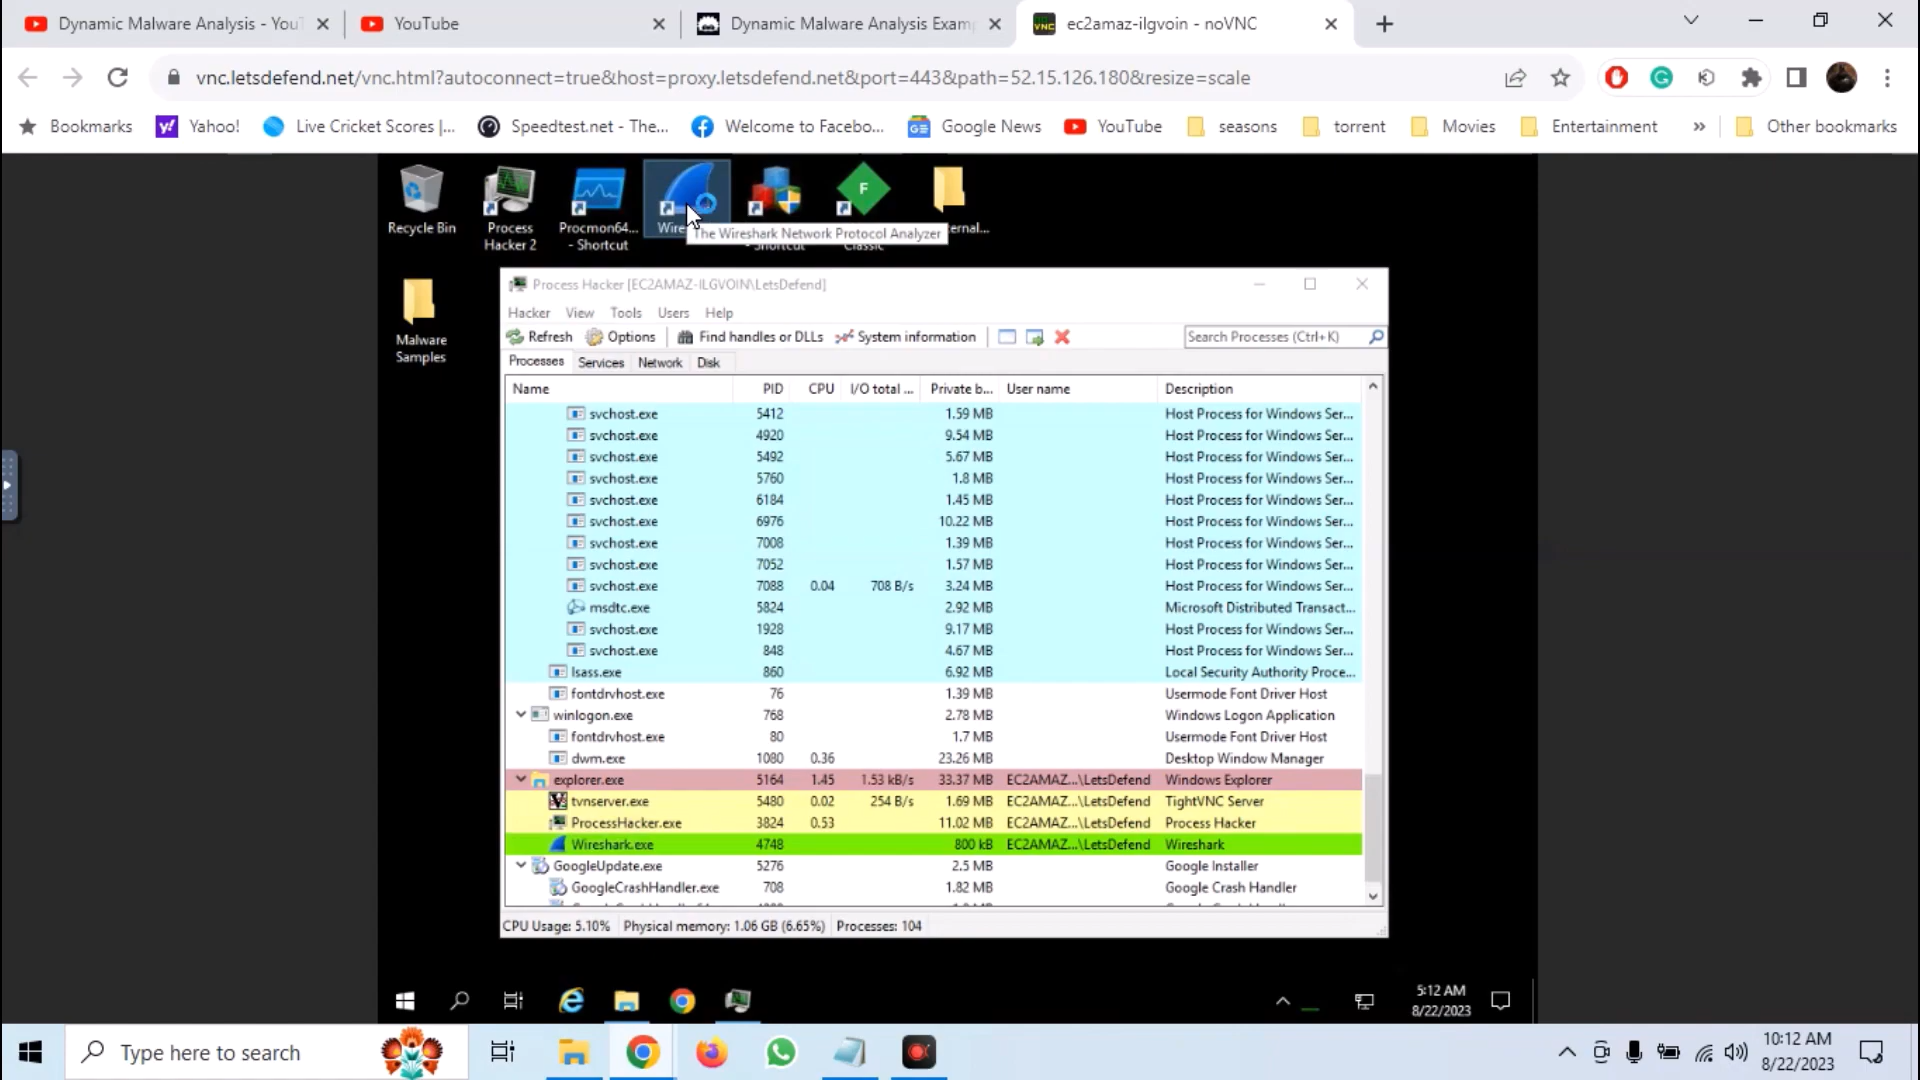 Dynamic Malware Analysis - YouT
YouTube
Dynamic Malware Analysis Exam
ec2amaz-ilgvoin - noVNC
vnc.letsdefend.net/vnc.html?autoconnect=true&host=proxy.letsdefend.net&port=443&path=52.15.126.180&resize=scale
Bookmarks
Yahoo!
Live Cricket Scores |...
Speedtest.net - The...
Welcome to Facebo...
Google News
YouTube
seasons
torrent
Movies
Entertainment
»
Other bookmarks
Recycle Bin
Process
Hacker 2
Procmon64...
- Shortcut
Wire
The Wireshark Network Protocol Analyzer
- Shortcut
Classic
ernal...
Malware
Samples
Process Hacker [EC2AMAZ-ILGVOIN\LetsDefend]
Hacker View Tools Users Help
Refresh Options Find handles or DLLs System information Search Processes (Ctrl+K)
Processes Services Network Disk
Name PID CPU I/O total ... Private b... User name Description
svchost.exe 5412 1.59 MB Host Process for Windows Ser...
svchost.exe 4920 9.54 MB Host Process for Windows Ser...
svchost.exe 5492 5.67 MB Host Process for Windows Ser...
svchost.exe 5760 1.8 MB Host Process for Windows Ser...
svchost.exe 6184 1.45 MB Host Process for Windows Ser...
svchost.exe 6976 10.22 MB Host Process for Windows Ser...
svchost.exe 7008 1.39 MB Host Process for Windows Ser...
svchost.exe 7052 1.57 MB Host Process for Windows Ser...
svchost.exe 7088 0.04 708 B/s 3.24 MB Host Process for Windows Ser...
msdtc.exe 5824 2.92 MB Microsoft Distributed Transact...
svchost.exe 1928 9.17 MB Host Process for Windows Ser...
svchost.exe 848 4.67 MB Host Process for Windows Ser...
lsass.exe 860 6.92 MB Local Security Authority Proce...
fontdrvhost.exe 76 1.39 MB Usermode Font Driver Host
winlogon.exe 768 2.78 MB Windows Logon Application
fontdrvhost.exe 80 1.7 MB Usermode Font Driver Host
dwm.exe 1080 0.36 23.26 MB Desktop Window Manager
explorer.exe 5164 1.45 1.53 kB/s 33.37 MB EC2AMAZ...\LetsDefend Windows Explorer
tvnserver.exe 5480 0.02 254 B/s 1.69 MB EC2AMAZ...\LetsDefend TightVNC Server
ProcessHacker.exe 3824 0.53 11.02 MB EC2AMAZ...\LetsDefend Process Hacker
Wireshark.exe 4748 800 kB EC2AMAZ...\LetsDefend Wireshark
GoogleUpdate.exe 5276 2.5 MB Google Installer
GoogleCrashHandler.exe 708 1.82 MB Google Crash Handler
CPU Usage: 5.10% Physical memory: 1.06 GB (6.65%) Processes: 104
5:12 AM
8/22/2023
Type here to search
10:12 AM
8/22/2023